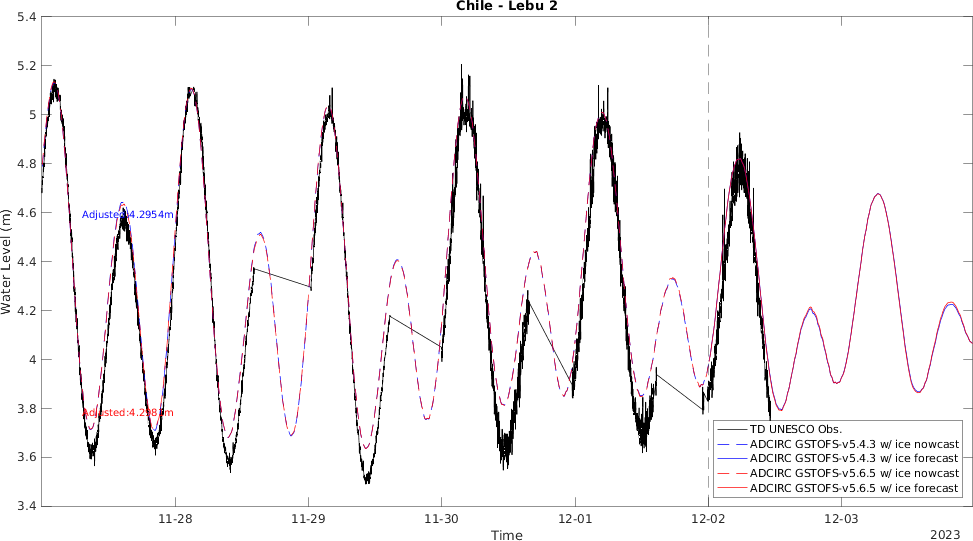 Chile - Lebu 2
5.4
5.2
5
4.8
4.6
4.4
4.2
4
3.8
3.6
3.4
Water Level (m)
Adjusted:4.2954m
Adjusted:4.2987m
TD UNESCO Obs.
ADCIRC GSTOFS-v5.4.3 w/ ice nowcast
ADCIRC GSTOFS-v5.4.3 w/ ice forecast
ADCIRC GSTOFS-v5.6.5 w/ ice nowcast
ADCIRC GSTOFS-v5.6.5 w/ ice forecast
11-28
11-29
11-30
12-01
12-02
12-03
Time
2023